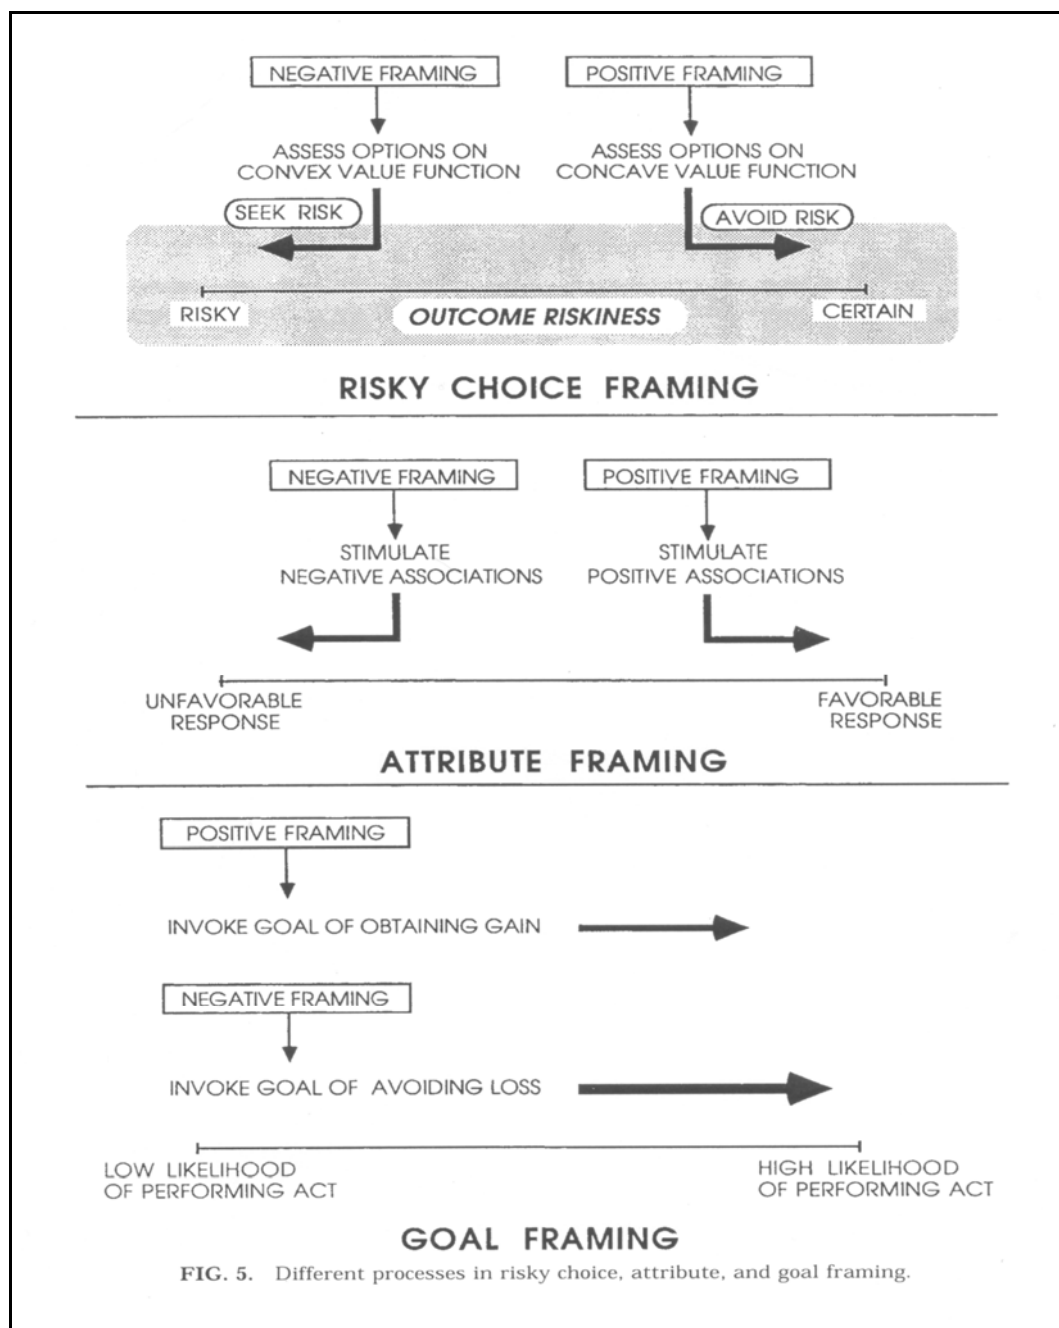 NEGATIVE FRAMING
POSITIVE FRAMING
ASSESS OPTIONS ON
CONVEX VALUE FUNCTION
ASSESS OPTIONS ON
CONCAVE VALUE FUNCTION
SEEK RISK
AVOID RISK
RISKY
OUTCOME RISKINESS
CERTAIN
RISKY CHOICE FRAMING
NEGATIVE FRAMING
POSITIVE FRAMING
STIMULATE
NEGATIVE ASSOCIATIONS
STIMULATE
POSITIVE ASSOCIATIONS
UNFAVORABLE
RESPONSE
FAVORABLE
RESPONSE
ATTRIBUTE FRAMING
POSITIVE FRAMING
INVOKE GOAL OF OBTAINING GAIN
NEGATIVE FRAMING
INVOKE GOAL OF AVOIDING LOSS
LOW LIKELIHOOD
OF PERFORMING ACT
HIGH LIKELIHOOD
OF PERFORMING ACT
GOAL FRAMING
FIG. 5. Different processes in risky choice, attribute, and goal framing.